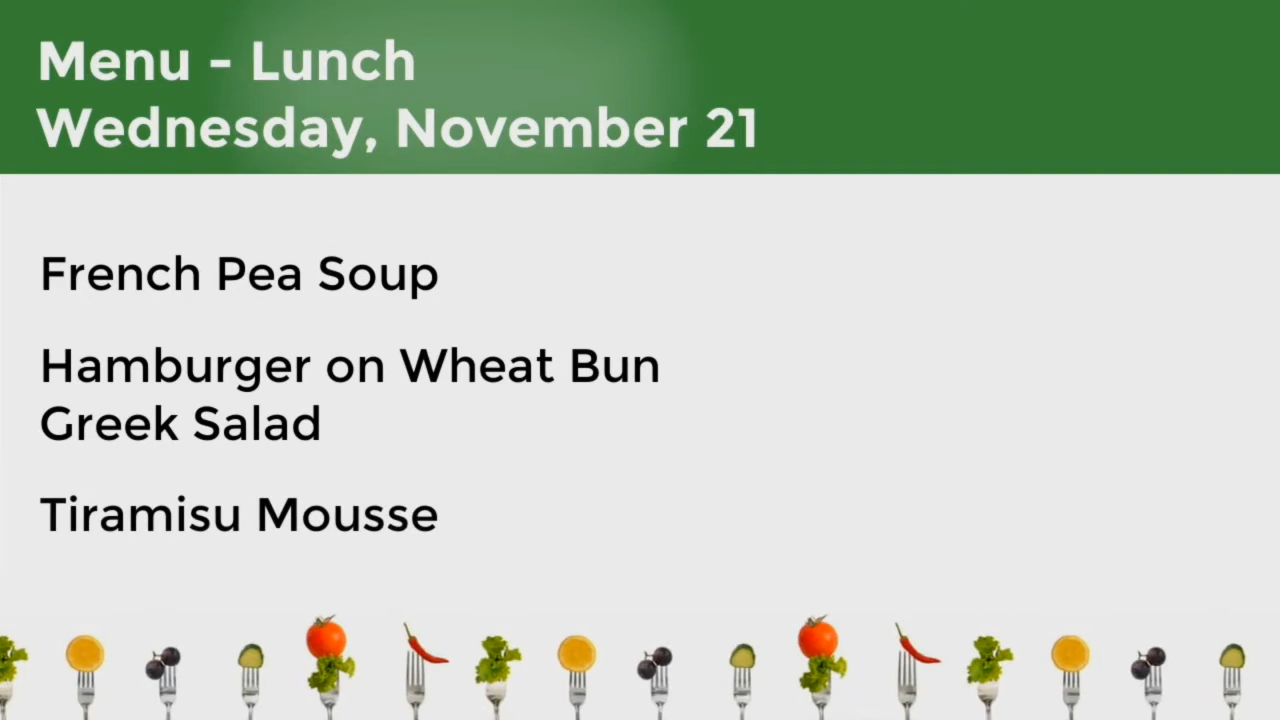 Menu - Lunch
Wednesday, November 21
French Pea Soup
Hamburger on Wheat Bun
Greek Salad
Tiramisu Mousse